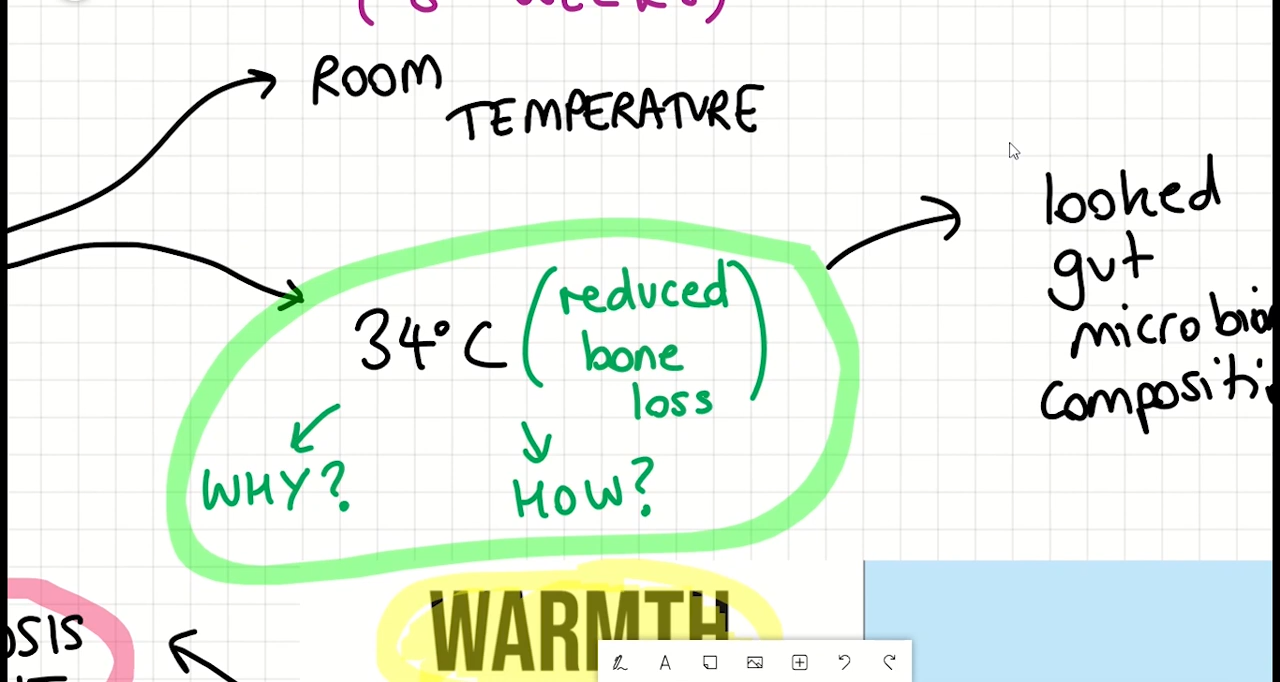 ROOM
TEMPERATURE
looked
gut
34°C (reduced
bone
loss)
WHY?
HOW?
WARMTH